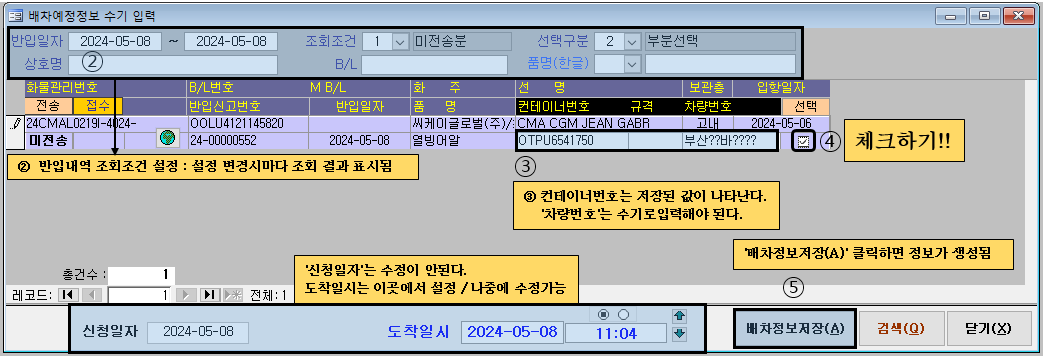 배차예정정보 수기 입력
반입일자 2024-05-08 ~ 2024-05-08 조회조건 1 미전송분 선택구분 2 부분선택
상호명 ② B/L 품명(한글)
화물관리번호 B/L번호 M B/L 화 주 선 명 보관층 입항일자
전송 접수 반입신고번호 반입일자 품 명 컨테이너번호 규격 차량번호 선택
24CMAL0219I-4024- OOLU4121145820 씨케이글로벌(주)/ CMA CGM JEAN GABR 고내 2024-05-06
미전송 24-00000552 2024-05-08 열빙어알 OTPU6541750 부산??바????
④ 체크하기!!
② 반입내역 조회조건 설정 : 설정 변경시마다 조회 결과 표시됨
③
③ 컨테이너번호는 저장된 값이 나타난다.
'차량번호'는 수기로입력해야 된다.
'배차정보저장(A)' 클릭하면 정보가 생성됨
'신청일자'는 수정이 안된다.
도착일시는 이곳에서 설정 / 나중에 수정가능
총건수 : 1
⑤
레코드: 1 전체: 1
신청일자 2024-05-08 도착일시 2024-05-08 11:04
배차정보저장(A) 검색(Q) 닫기(X)